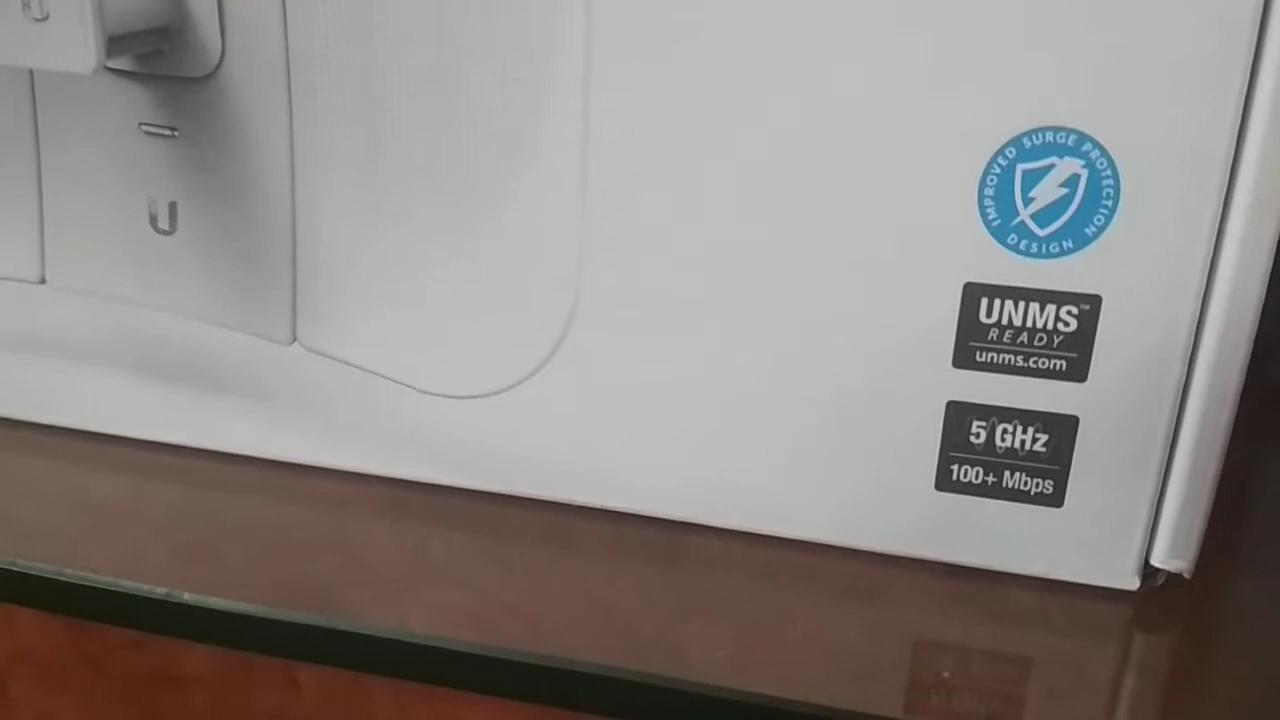 U
IMPROVED SURGE PROTECTION
DESIGN
UNMS™
READY
unms.com
5 GHz
100+ Mbps